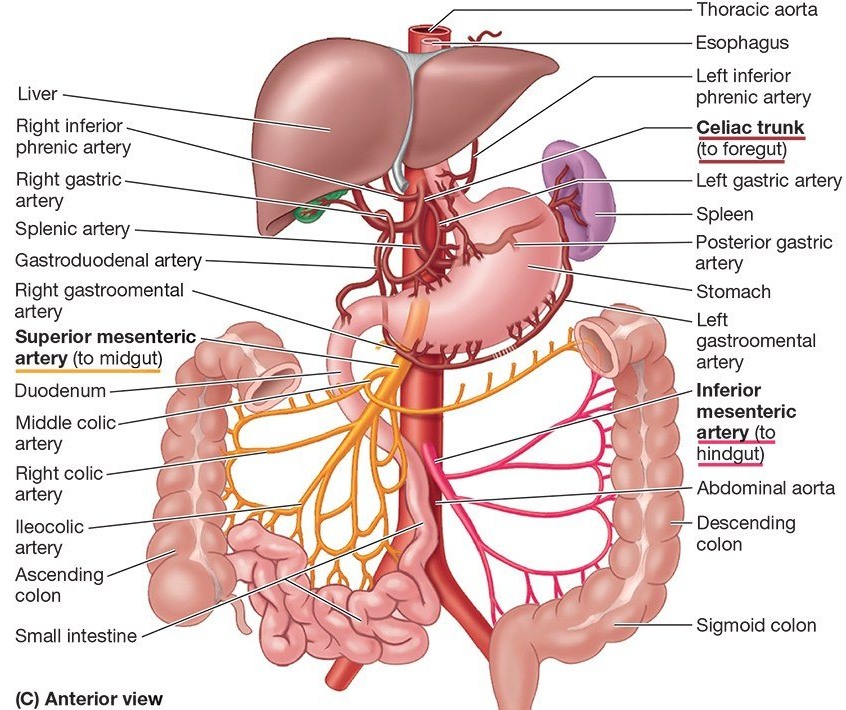 Thoracic aorta
Esophagus
Left inferior
phrenic artery
Celiac trunk
(to foregut)
Left gastric artery
Spleen
Posterior gastric
artery
Stomach
Left
gastroomental
artery
Inferior
mesenteric
artery (to
hindgut)
Abdominal aorta
Descending
colon
Sigmoid colon
Liver
Right inferior
phrenic artery
Right gastric
artery
Splenic artery
Gastroduodenal artery
Right gastroomental
artery
Superior mesenteric
artery (to midgut)
Duodenum
Middle colic
artery
Right colic
artery
Ileocolic
artery
Ascending
colon
Small intestine
(C) Anterior view